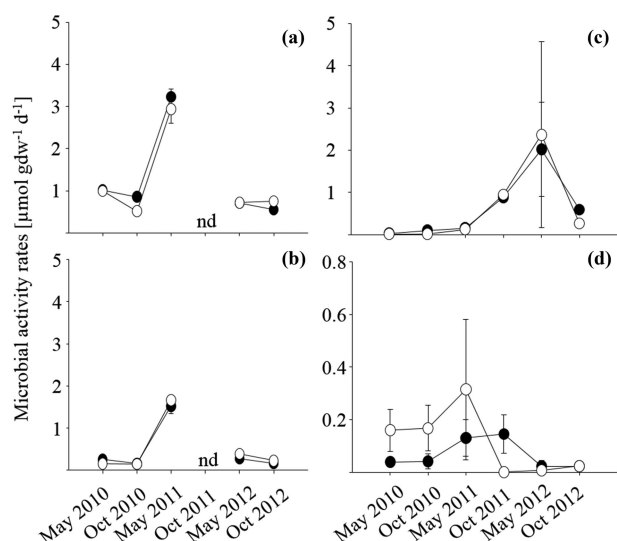 Microbial activity rates [µmol gdw⁻¹ d⁻¹]
(a)
5
4
3
2
1
nd
(c)
5
4
3
2
1
(b)
5
4
3
2
1
0
nd
(d)
0.8
0.6
0.4
0.2
0
May 2010
Oct 2010
May 2011
Oct 2011
May 2012
Oct 2012
May 2010
Oct 2010
May 2011
Oct 2011
May 2012
Oct 2012